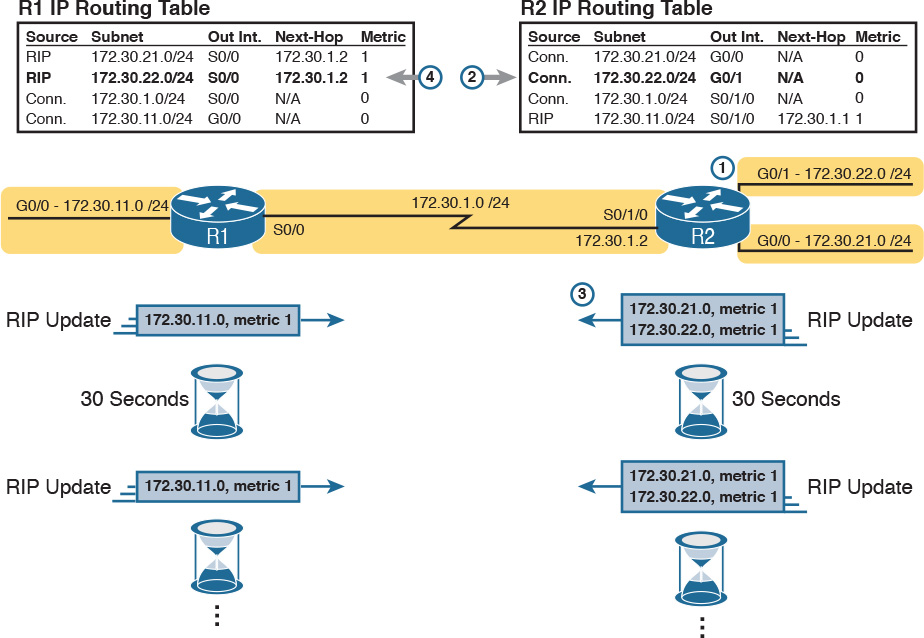 R1 IP Routing Table
Source Subnet Out Int. Next-Hop Metric
RIP 172.30.21.0/24 S0/0 172.30.1.2 1
RIP 172.30.22.0/24 S0/0 172.30.1.2 1
Conn. 172.30.1.0/24 S0/0 N/A 0
Conn. 172.30.11.0/24 G0/0 N/A 0
4
2
R2 IP Routing Table
Source Subnet Out Int. Next-Hop Metric
Conn. 172.30.21.0/24 G0/0 N/A 0
Conn. 172.30.22.0/24 G0/1 N/A 0
Conn. 172.30.1.0/24 S0/1/0 N/A 0
RIP 172.30.11.0/24 S0/1/0 172.30.1.1 1
1
G0/1 - 172.30.22.0 /24
G0/0 - 172.30.11.0 /24
172.30.1.0 /24
S0/1/0
R1
S0/0
172.30.1.2
R2
G0/0 - 172.30.21.0 /24
RIP Update
172.30.11.0, metric 1
3
172.30.21.0, metric 1
172.30.22.0, metric 1
RIP Update
30 Seconds
30 Seconds
RIP Update
172.30.11.0, metric 1
172.30.21.0, metric 1
172.30.22.0, metric 1
RIP Update